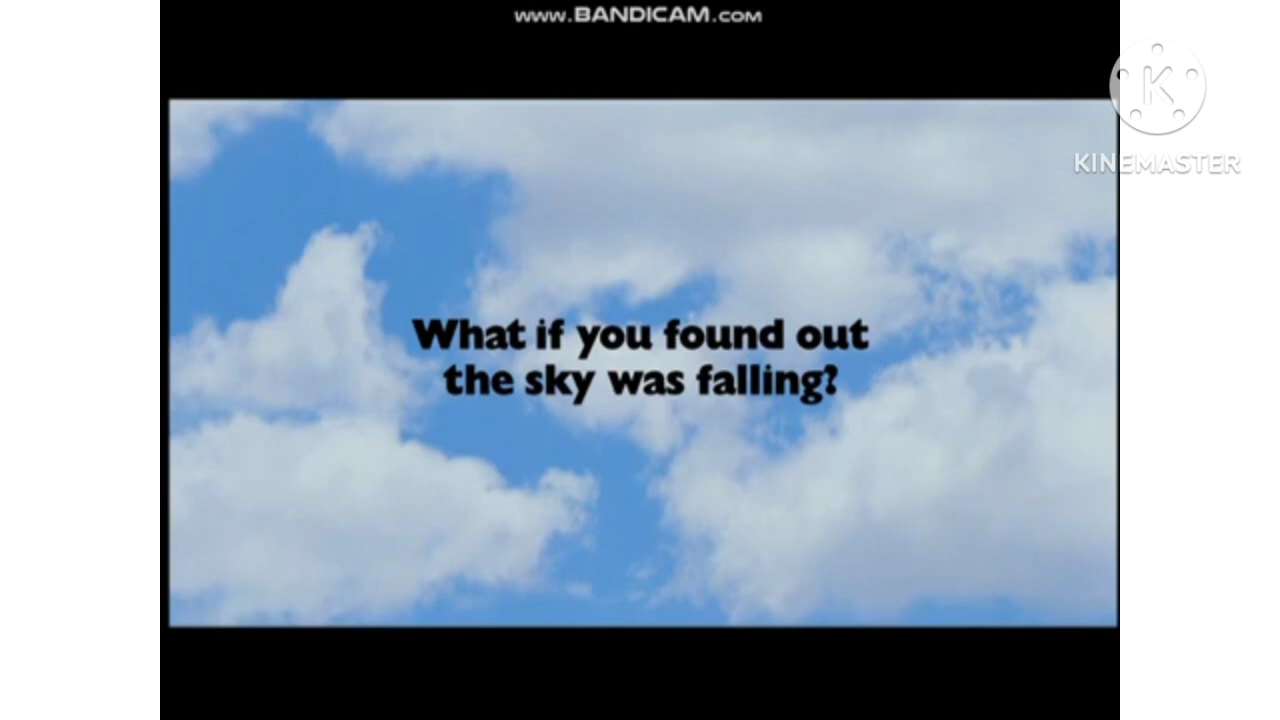 www.BANDICAM.COM
K
KINEMASTER
What if you found out
the sky was falling?